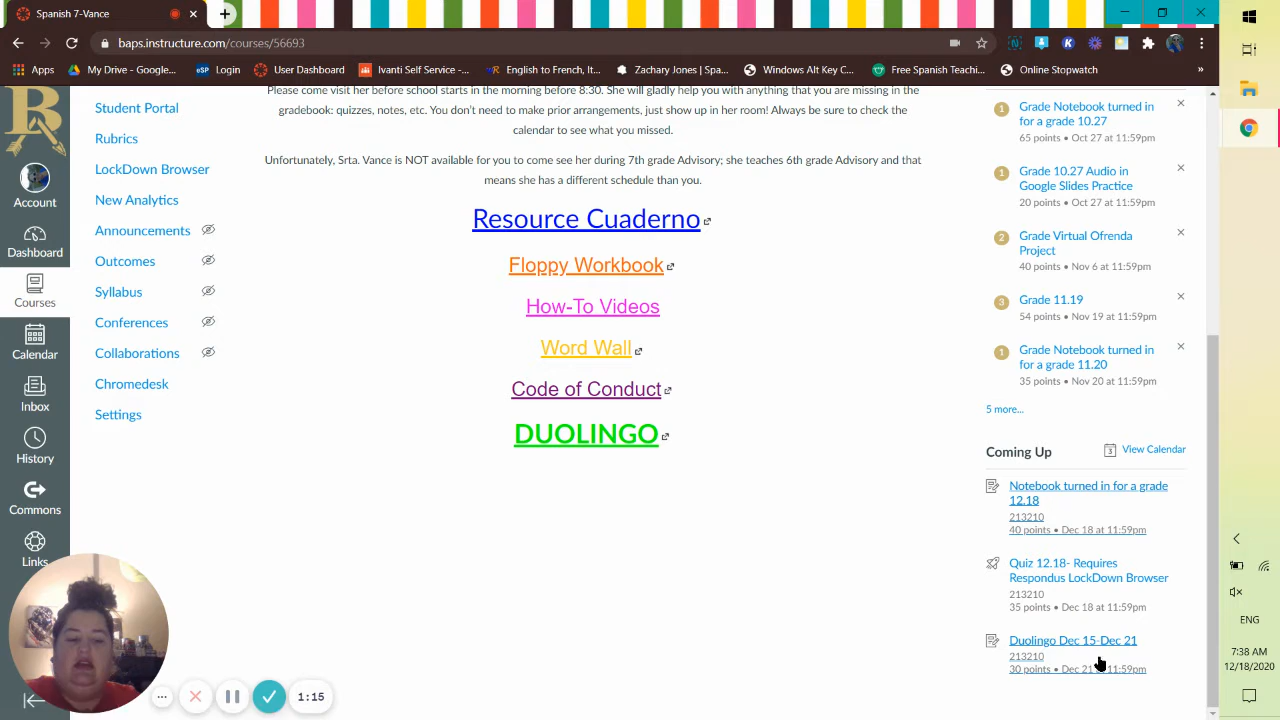 Spanish 7-Vance
baps.instructure.com/courses/56693
Apps
My Drive - Google...
Login
User Dashboard
Ivanti Self Service -...
English to French, It...
Zachary Jones | Spa...
Windows Alt Key C...
Free Spanish Teachi...
Online Stopwatch
»
Account
Dashboard
Courses
Calendar
Inbox
History
Commons
Links
Student Portal
Rubrics
LockDown Browser
New Analytics
Announcements
Outcomes
Syllabus
Conferences
Collaborations
Chromedesk
Settings
Please come visit her before school starts in the morning before 8:30. She will gladly help you with anything that you are missing in the
gradebook: quizzes, notes, etc. You don't need to make prior arrangements, just show up in her room! Always be sure to check the
calendar to see what you missed.
Unfortunately, Srta. Vance is NOT available for you to come see her during 7th grade Advisory; she teaches 6th grade Advisory and that
means she has a different schedule than you.
Resource Cuaderno
Floppy Workbook
How-To Videos
Word Wall
Code of Conduct
DUOLINGO
1
Grade Notebook turned in
for a grade 10.27
65 points • Oct 27 at 11:59pm
1
Grade 10.27 Audio in
Google Slides Practice
20 points • Oct 27 at 11:59pm
2
Grade Virtual Ofrenda
Project
40 points • Nov 6 at 11:59pm
3
Grade 11.19
54 points • Nov 19 at 11:59pm
1
Grade Notebook turned in
for a grade 11.20
35 points • Nov 20 at 11:59pm
5 more...
Coming Up
3
View Calendar
Notebook turned in for a grade
12.18
213210
40 points • Dec 18 at 11:59pm
Quiz 12.18- Requires
Respondus LockDown Browser
213210
35 points • Dec 18 at 11:59pm
Duolingo Dec 15-Dec 21
213210
30 points • Dec 21 11:59pm
1:15
ENG
7:38 AM
12/18/2020